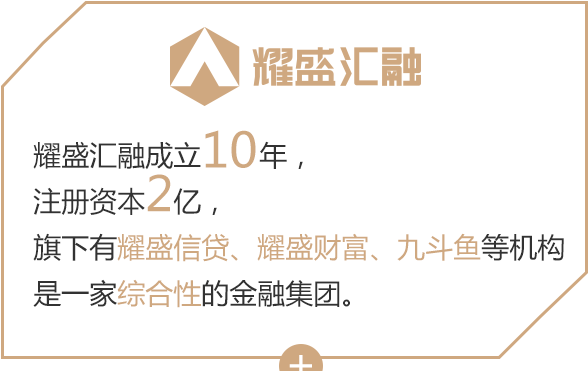 耀盛汇融
耀盛汇融成立10年，
注册资本2亿，
旗下有耀盛信贷、耀盛财富、九斗鱼等机构
是一家综合性的金融集团。